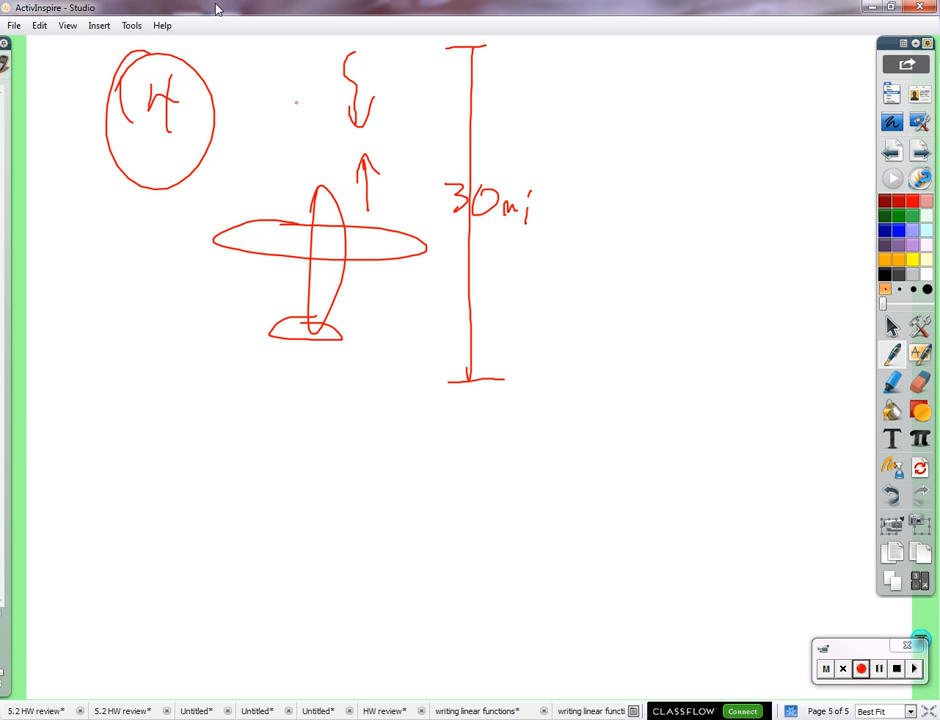 ActivInspire - Studio
File Edit View Insert Tools Help
14
30mi
T π
M X
5.2 HW review* 5.2 HW review* Untitled* Untitled* Untitled* HW review* writing linear functions* writing linear functi CLASSFLOW Connect Page 5 of 5 Best Fit